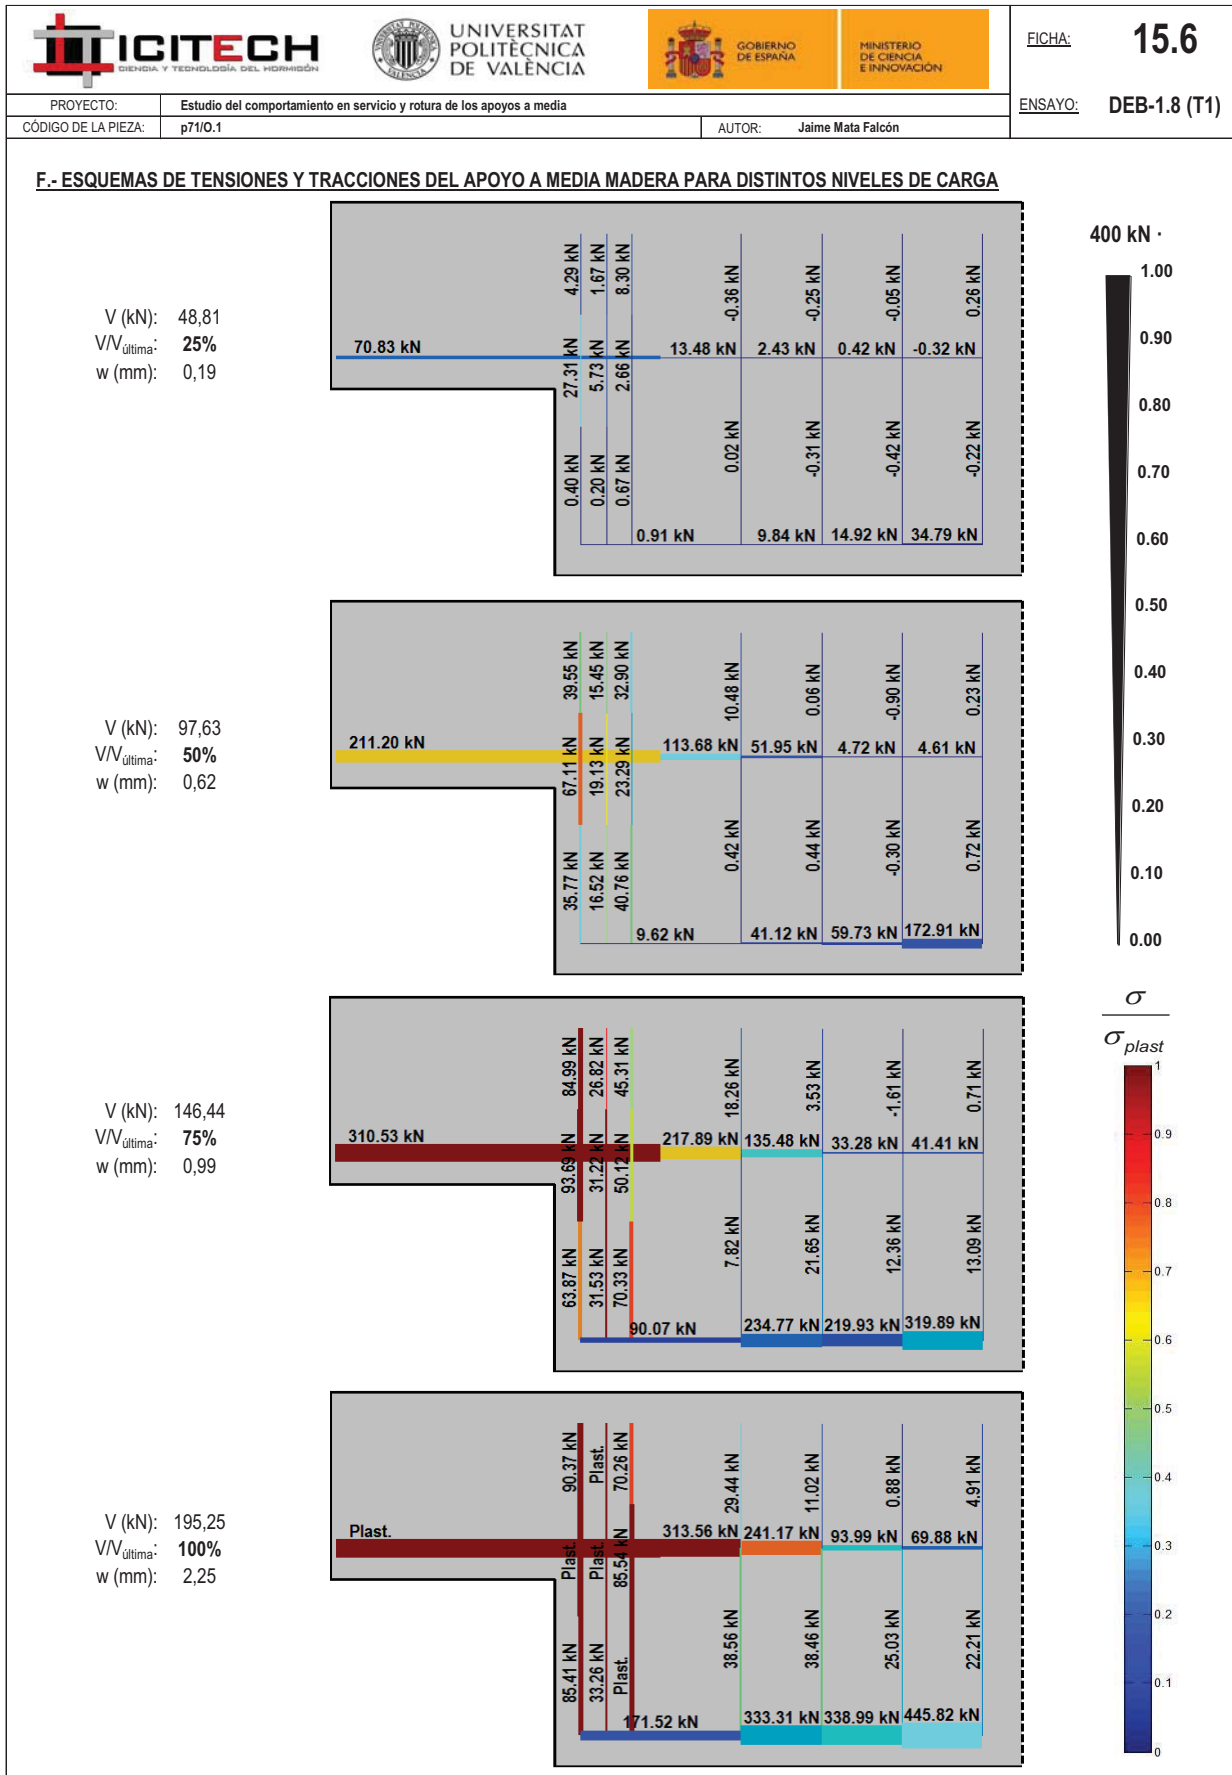 ICITECH
CIENCIA Y TECNOLOGÍA DEL HORMIGÓN
UNIVERSITAT
POLITÈCNICA
DE VALÈNCIA
GOBIERNO
DE ESPAÑA
MINISTERIO
DE CIENCIA
E INNOVACIÓN
FICHA: 15.6
PROYECTO: Estudio del comportamiento en servicio y rotura de los apoyos a media
ENSAYO: DEB-1.8 (T1)
CÓDIGO DE LA PIEZA: p71/O.1 AUTOR: Jaime Mata Falcón
F.- ESQUEMAS DE TENSIONES Y TRACCIONES DEL APOYO A MEDIA MADERA PARA DISTINTOS NIVELES DE CARGA
V (kN): 48,81
V/Vúltima: 25%
w (mm): 0,19
4.29 kN 1.67 kN 8.30 kN -0.36 kN -0.25 kN -0.05 kN 0.26 kN
70.83 kN 13.48 kN 2.43 kN 0.42 kN -0.32 kN
27.31 kN 5.73 kN 2.66 kN
0.40 kN 0.20 kN 0.67 kN 0.02 kN -0.31 kN -0.42 kN -0.22 kN
0.91 kN 9.84 kN 14.92 kN 34.79 kN
V (kN): 97,63
V/Vúltima: 50%
w (mm): 0,62
39.55 kN 15.45 kN 32.90 kN 10.48 kN 0.06 kN -0.90 kN 0.23 kN
211.20 kN 113.68 kN 51.95 kN 4.72 kN 4.61 kN
67.11 kN 19.13 kN 23.29 kN
35.77 kN 16.52 kN 40.76 kN 0.42 kN 0.44 kN -0.30 kN 0.72 kN
9.62 kN 41.12 kN 59.73 kN 172.91 kN
V (kN): 146,44
V/Vúltima: 75%
w (mm): 0,99
84.99 kN 26.82 kN 45.31 kN 18.26 kN 3.53 kN -1.61 kN 0.71 kN
310.53 kN 217.89 kN 135.48 kN 33.28 kN 41.41 kN
93.69 kN 31.22 kN 50.12 kN
63.87 kN 31.53 kN 70.33 kN 7.82 kN 21.65 kN 12.36 kN 13.09 kN
90.07 kN 234.77 kN 219.93 kN 319.89 kN
V (kN): 195,25
V/Vúltima: 100%
w (mm): 2,25
90.37 kN Plast. 70.26 kN 29.44 kN 11.02 kN 0.88 kN 4.91 kN
Plast. 313.56 kN 241.17 kN 93.99 kN 69.88 kN
Plast. Plast. 85.54 kN
85.41 kN 33.26 kN Plast. 38.56 kN 38.46 kN 25.03 kN 22.21 kN
171.52 kN 333.31 kN 338.99 kN 445.82 kN
400 kN ·
1.00
0.90
0.80
0.70
0.60
0.50
0.40
0.30
0.20
0.10
0.00
σ
σplast
1
0.9
0.8
0.7
0.6
0.5
0.4
0.3
0.2
0.1
0